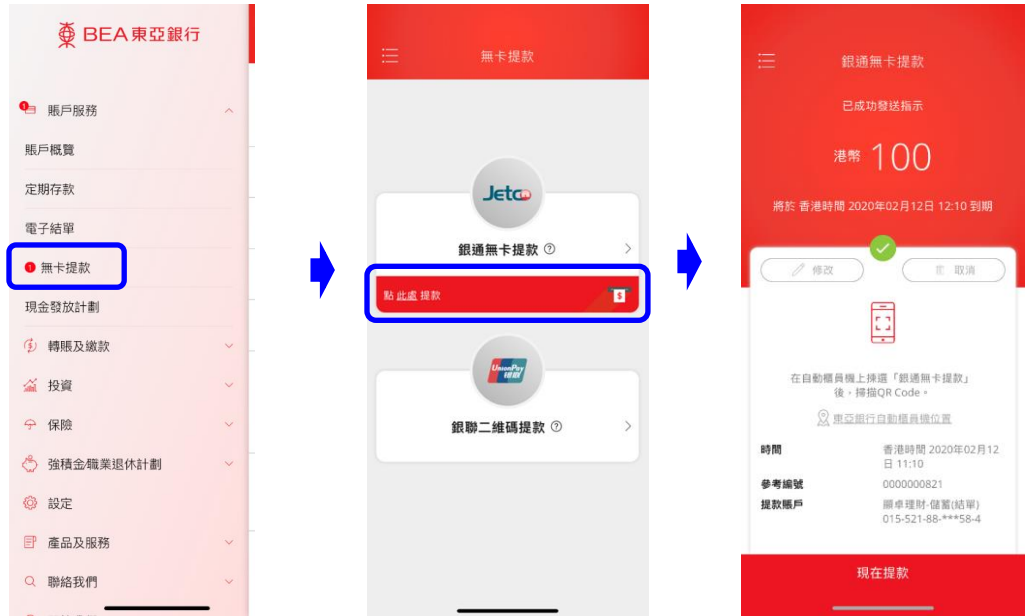 BEA東亞銀行
1
賬戶服務
賬戶概覽
定期存款
電子結單
1
無卡提款
現金發放計劃
轉賬及繳款
投資
保險
強積金/職業退休計劃
設定
產品及服務
聯絡我們
無卡提款
Jetco
銀通無卡提款 ?
點 此處 提款
$
UnionPay
银联
銀聯二維碼提款 ?
銀通無卡提款
已成功發送指示
港幣 100
將於 香港時間 2020年02月12日 12:10 到期
修改
取消
在自動櫃員機上揀選「銀通無卡提款」
後，掃描QR Code。
東亞銀行自動櫃員機位置
時間 香港時間 2020年02月12
日 11:10
參考編號 0000000821
提款賬戶 顯卓理財-儲蓄(結單)
015-521-88-***58-4
現在提款